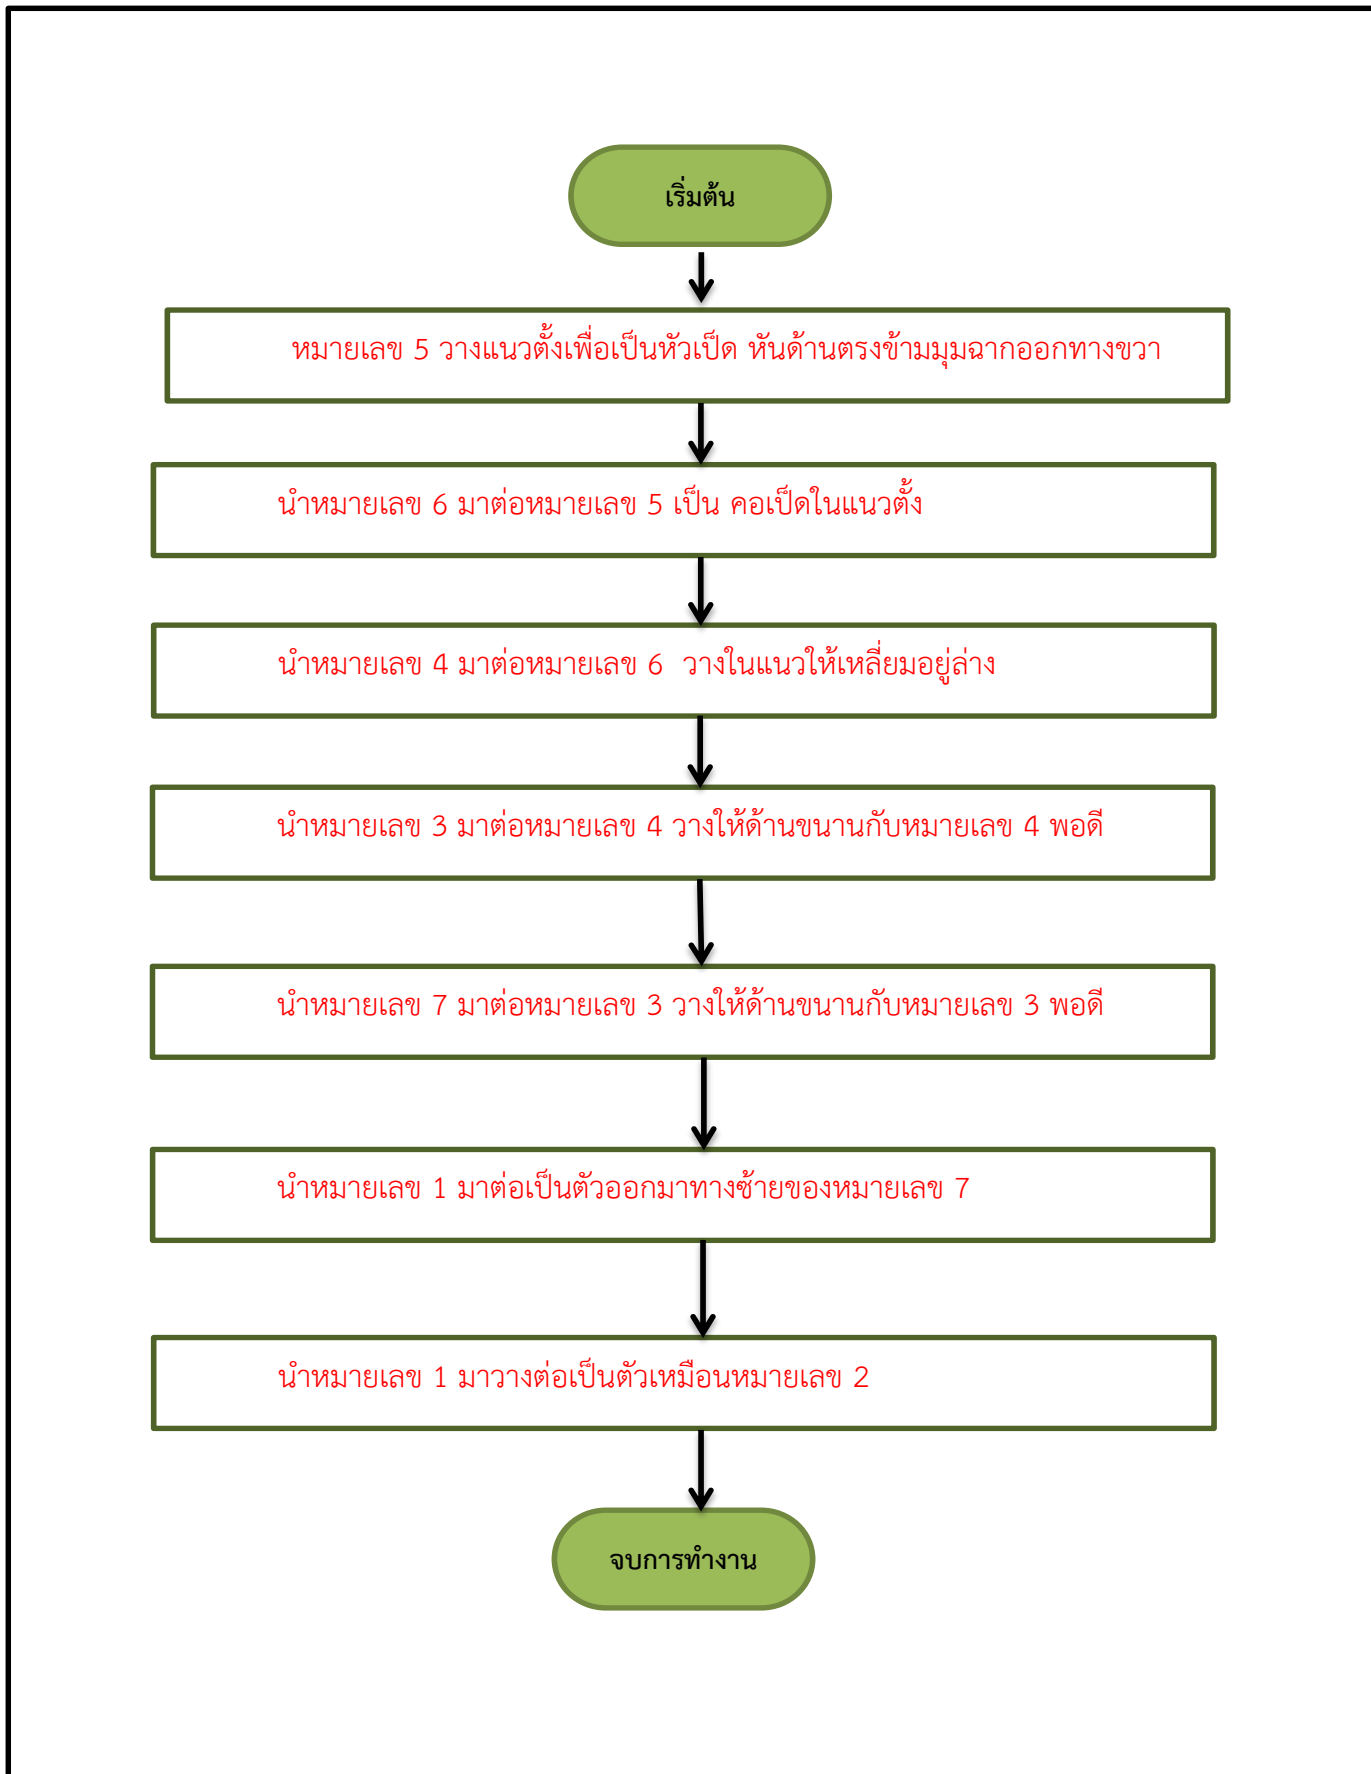 เริ่มต้น
หมายเลข 5 วางแนวตั้งเพื่อเป็นหัวเป็ด หันด้านตรงข้ามมุมฉากออกทางขวา
นำหมายเลข 6 มาต่อหมายเลข 5 เป็น คอเป็ดในแนวตั้ง
นำหมายเลข 4 มาต่อหมายเลข 6 วางในแนวให้เหลี่ยมอยู่ล่าง
นำหมายเลข 3 มาต่อหมายเลข 4 วางให้ด้านขนานกับหมายเลข 4 พอดี
นำหมายเลข 7 มาต่อหมายเลข 3 วางให้ด้านขนานกับหมายเลข 3 พอดี
นำหมายเลข 1 มาต่อเป็นตัวออกมาทางซ้ายของหมายเลข 7
นำหมายเลข 1 มาวางต่อเป็นตัวเหมือนหมายเลข 2
จบการทำงาน